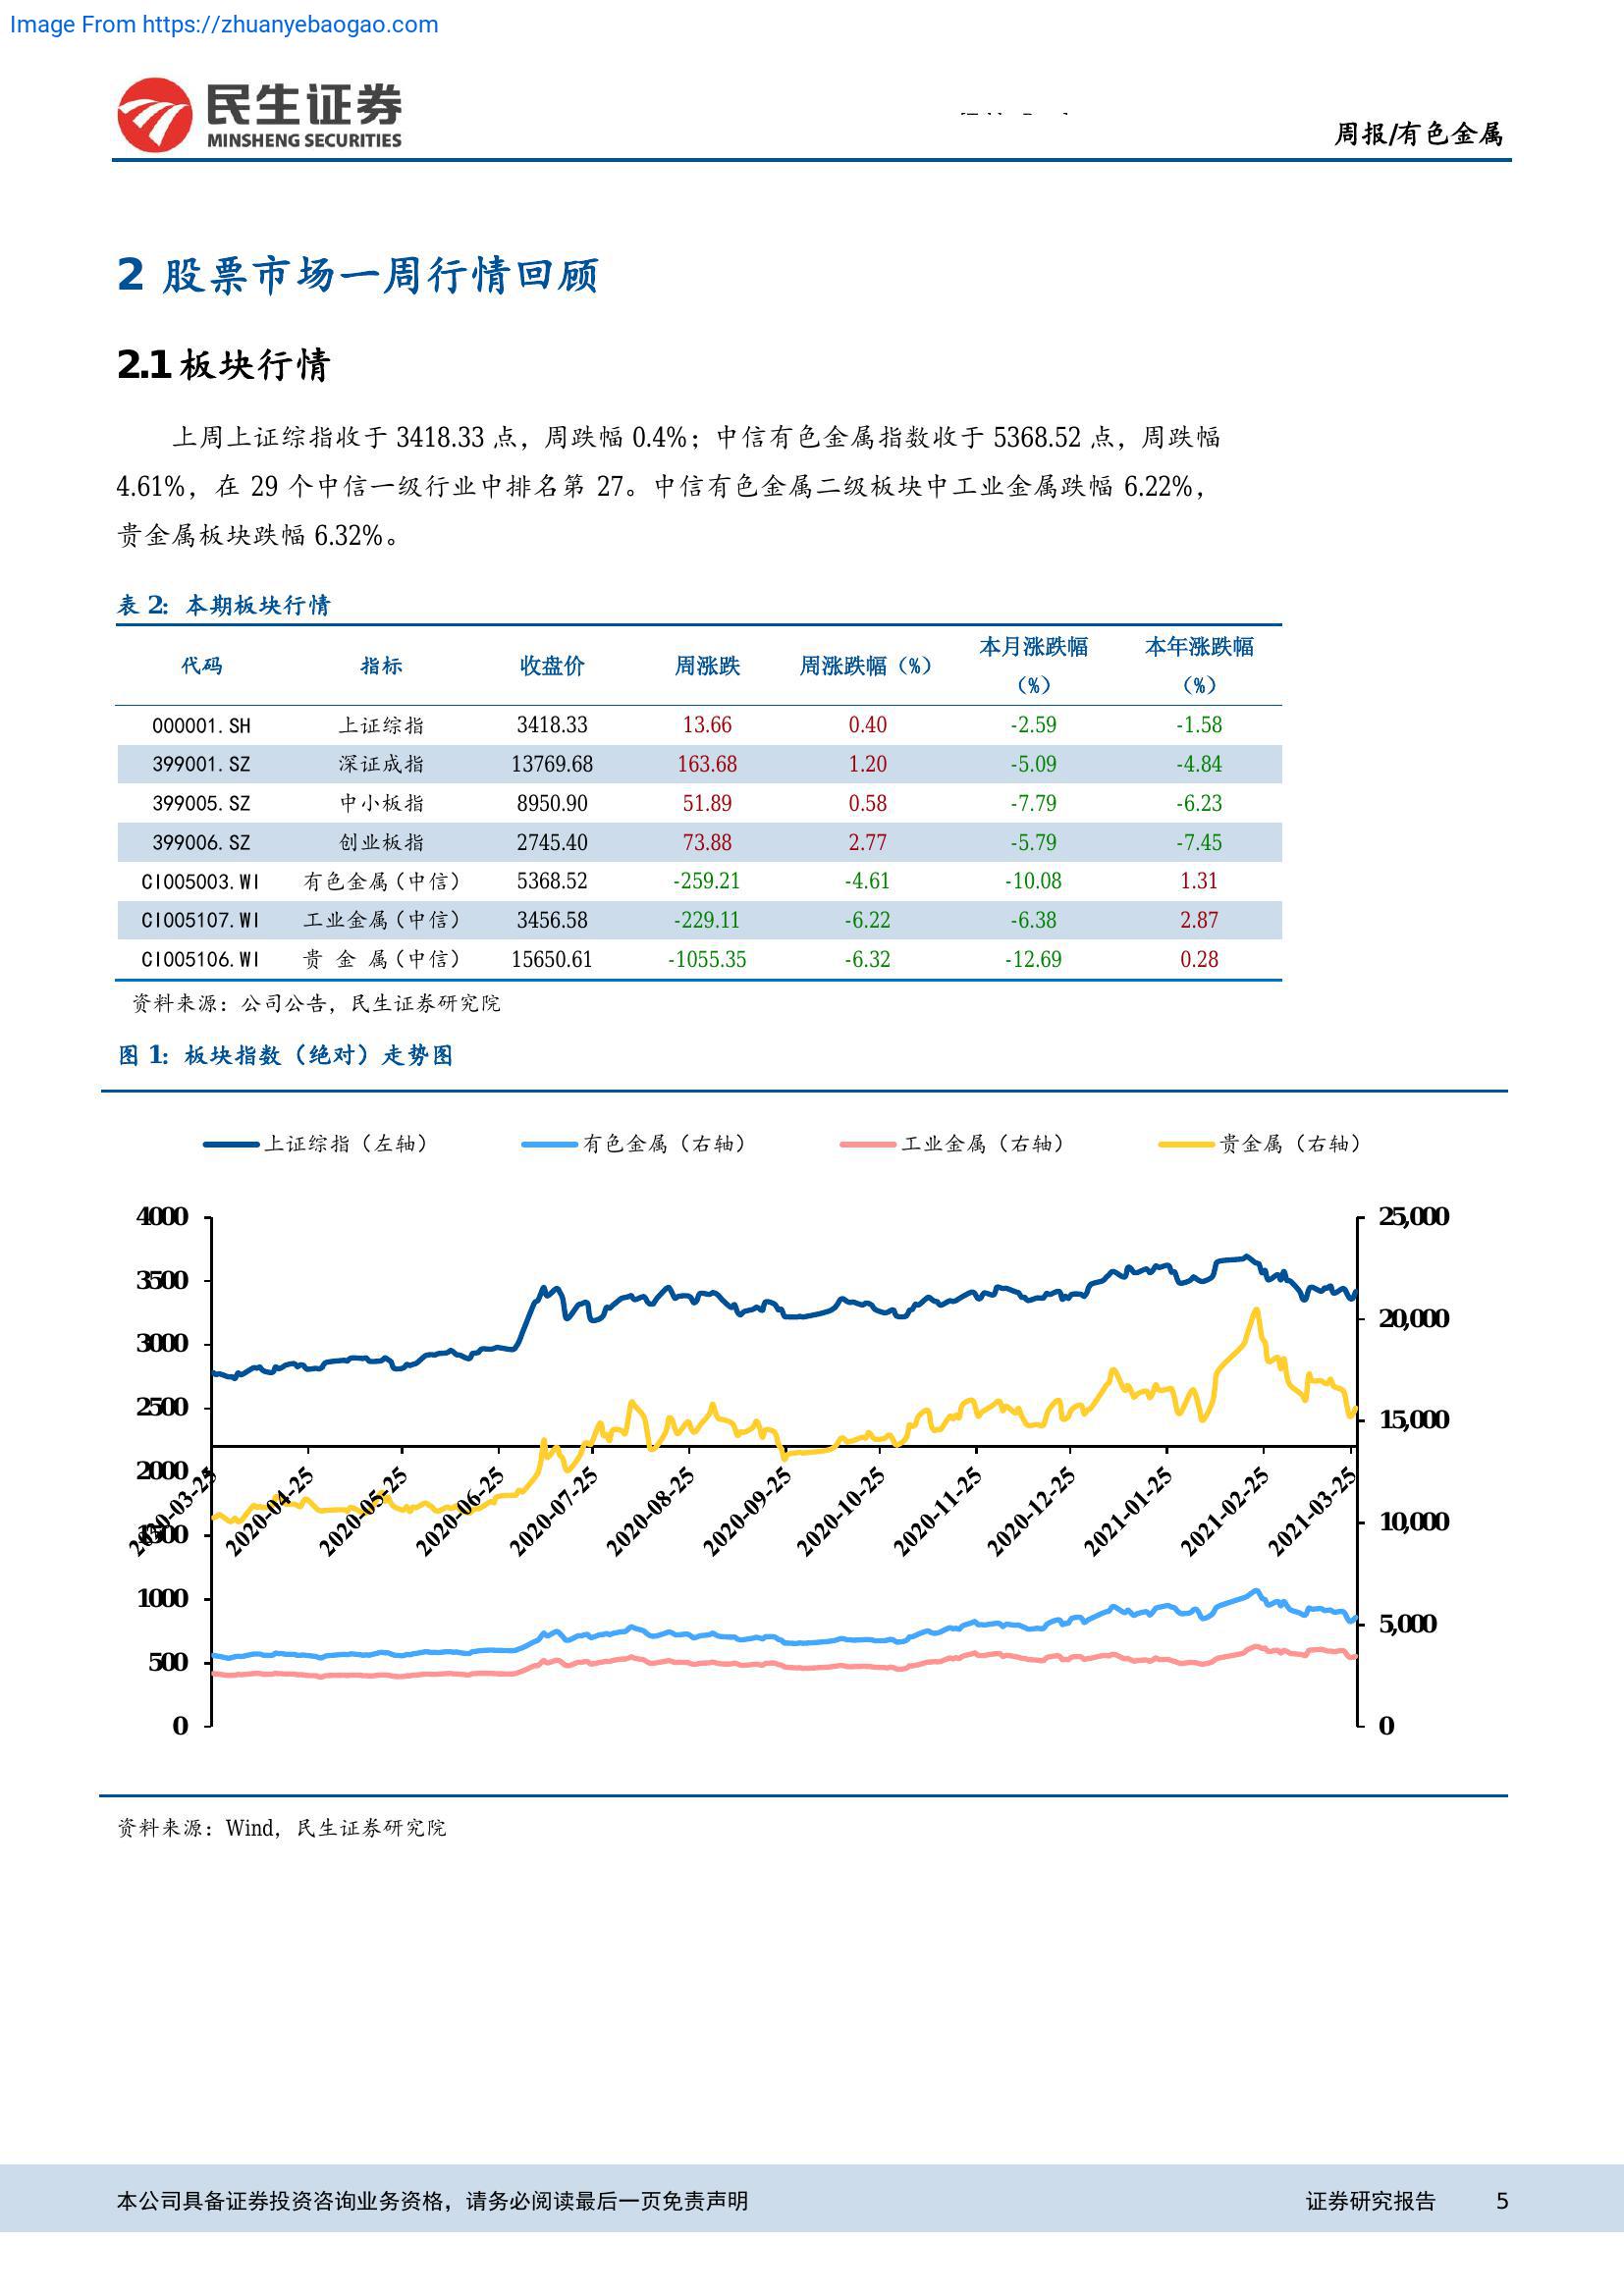 Image From https://zhuanyebaogao.com
民生证券
MINSHENG SECURITIES
周报/有色金属
2 股票市场一周行情回顾
2.1 板块行情
上周上证综指收于 3418.33 点，周跌幅 0.4%；中信有色金属指数收于 5368.52 点，周跌幅
4.61%，在 29 个中信一级行业中排名第 27。中信有色金属二级板块中工业金属跌幅 6.22%，
贵金属板块跌幅 6.32%。
表 2：本期板块行情
代码 指标 收盘价 周涨跌 周涨跌幅（%） 本月涨跌幅（%） 本年涨跌幅（%）
000001.SH 上证综指 3418.33 13.66 0.40 -2.59 -1.58
399001.SZ 深证成指 13769.68 163.68 1.20 -5.09 -4.84
399005.SZ 中小板指 8950.90 51.89 0.58 -7.79 -6.23
399006.SZ 创业板指 2745.40 73.88 2.77 -5.79 -7.45
CI005003.WI 有色金属（中信） 5368.52 -259.21 -4.61 -10.08 1.31
CI005107.WI 工业金属（中信） 3456.58 -229.11 -6.22 -6.38 2.87
CI005106.WI 贵 金 属（中信） 15650.61 -1055.35 -6.32 -12.69 0.28
资料来源：公司公告，民生证券研究院
图 1：板块指数（绝对）走势图
上证综指（左轴） 有色金属（右轴） 工业金属（右轴） 贵金属（右轴）
4000
3500
3000
2500
2000
1500
1000
500
0
25,000
20,000
15,000
10,000
5,000
0
2020-03-25 2020-04-25 2020-05-25 2020-06-25 2020-07-25 2020-08-25 2020-09-25 2020-10-25 2020-11-25 2020-12-25 2021-01-25 2021-02-25 2021-03-25
资料来源：Wind，民生证券研究院
本公司具备证券投资咨询业务资格，请务必阅读最后一页免责声明 证券研究报告 5